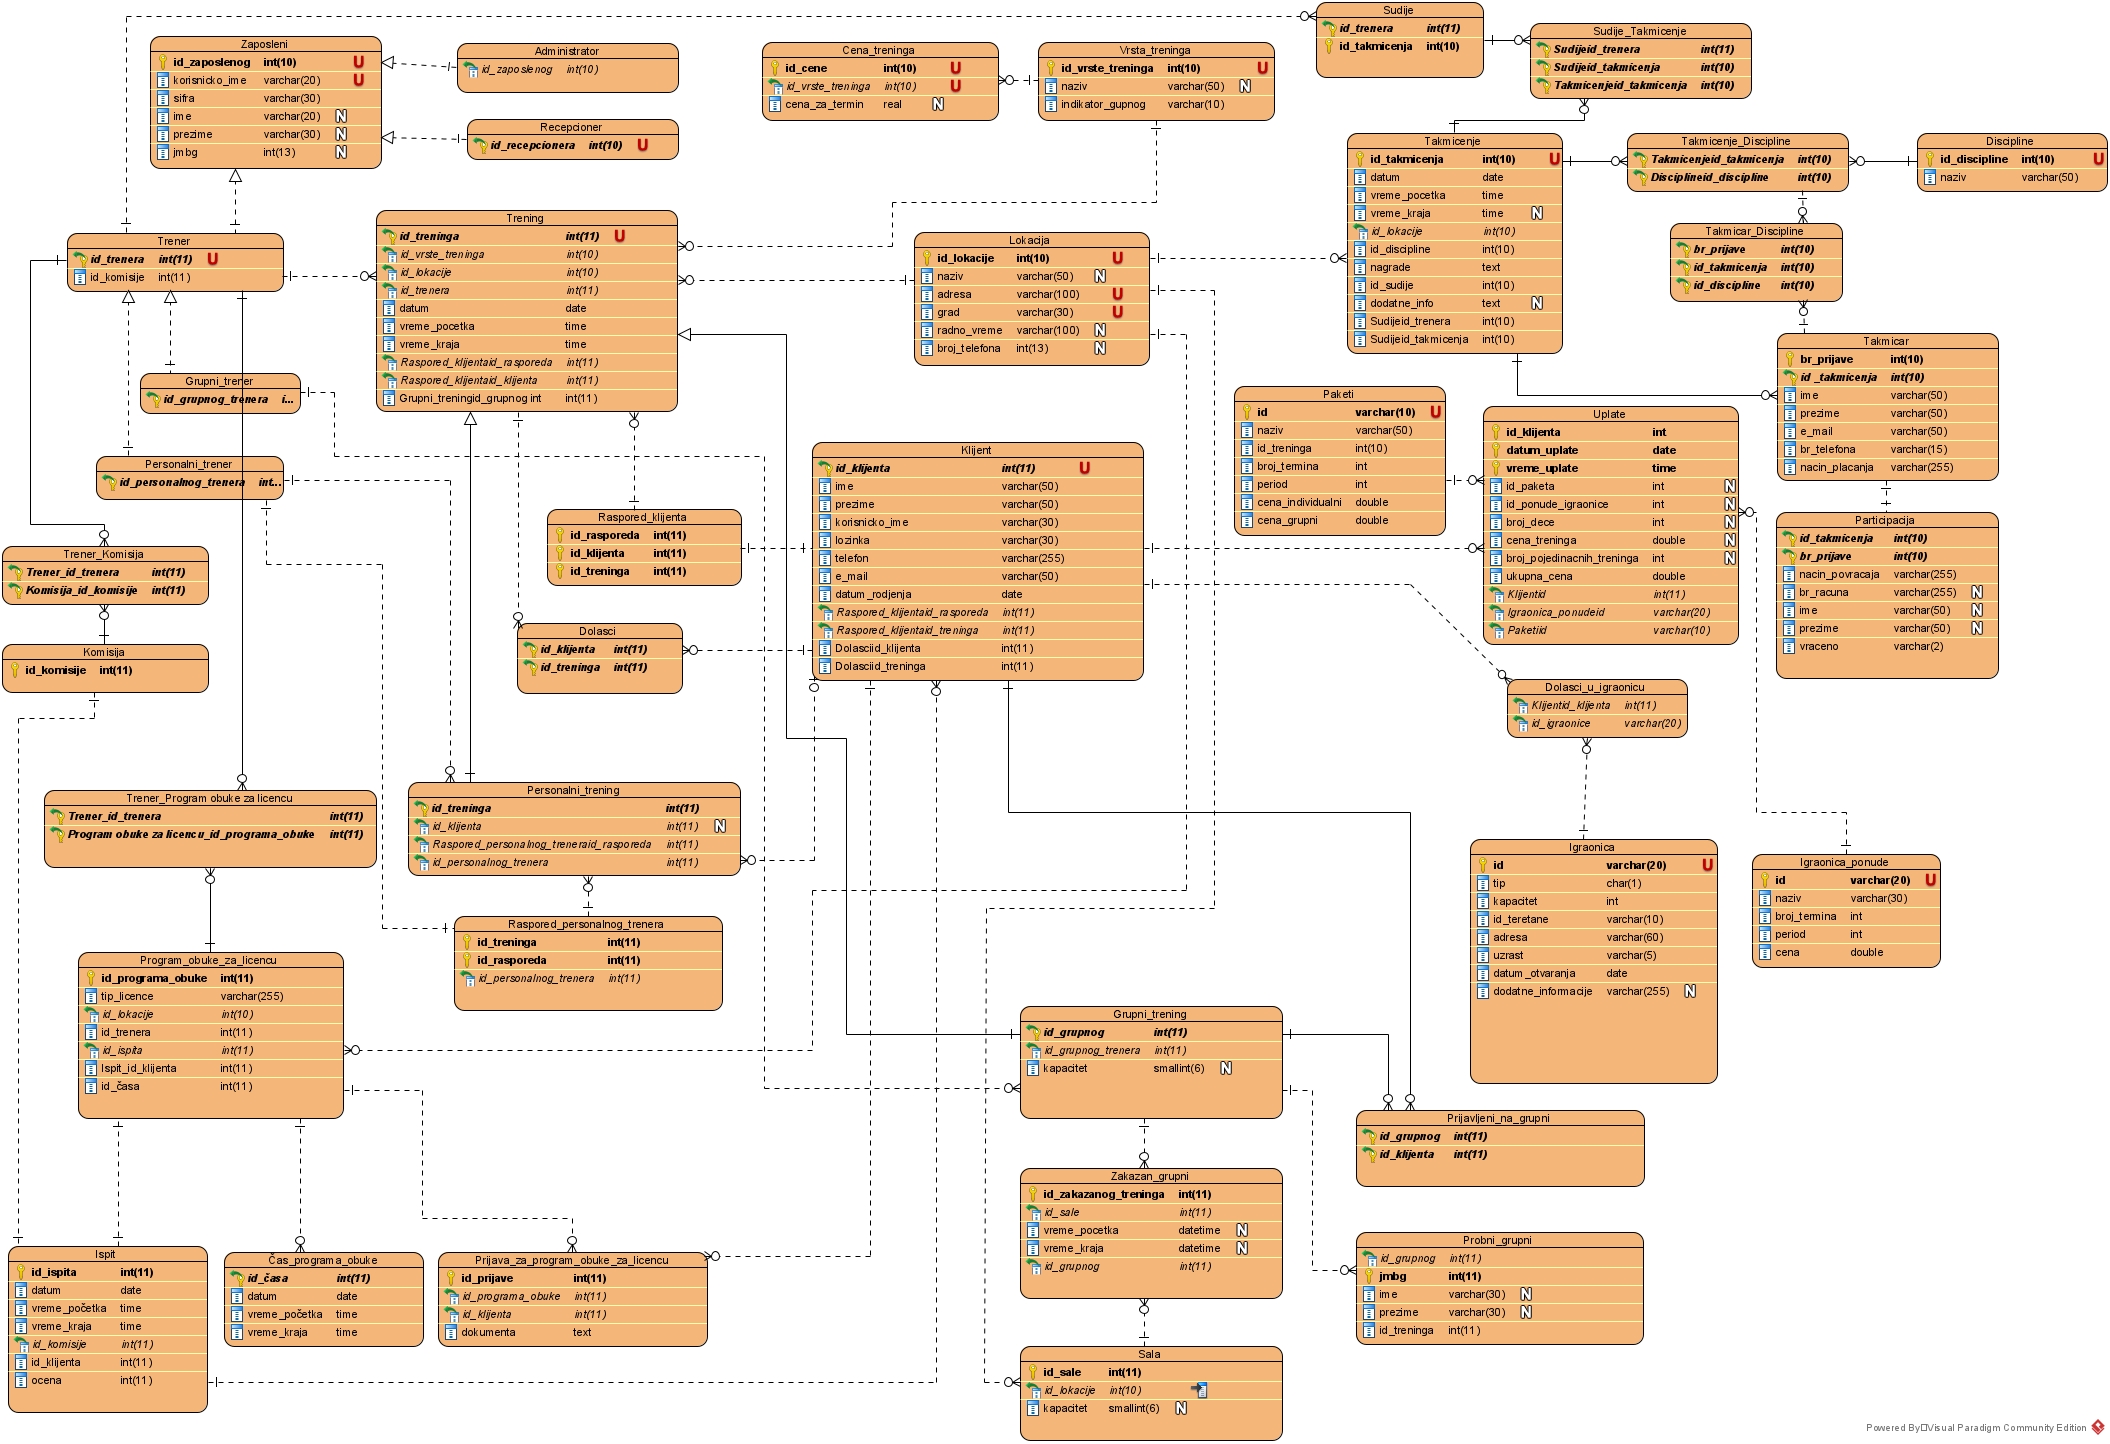 Sudije
id_trenera int(11)
id_takmicenja int(10)
Sudije_Takmicenje
Sudijeid_trenera int(11)
Sudijeid_takmicenja int(10)
Takmicenjeid_takmicenja int(10)
Zaposleni
id_zaposlenog int(10) U
korisnicko_ime varchar(20) U
sifra varchar(30)
ime varchar(20) N
prezime varchar(30) N
jmbg int(13) N
Administrator
id_zaposlenog int(10)
Recepcioner
id_recepcionera int(10) U
Cena_treninga
id_cene int(10) U
id_vrste_treninga int(10) U
cena_za_termin real N
Vrsta_treninga
id_vrste_treninga int(10) U
naziv varchar(50) N
indikator_gupnog varchar(10)
Takmicenje
id_takmicenja int(10) U
datum date
vreme_pocetka time
vreme_kraja time N
id_lokacije int(10)
id_discipline int(10)
nagrade text
id_sudije int(10)
dodatne_info text N
Sudijeid_trenera int(10)
Sudijeid_takmicenja int(10)
Takmicenje_Discipline
Takmicenjeid_takmicenja int(10)
Disciplineid_discipline int(10)
Discipline
id_discipline int(10) U
naziv varchar(50)
Takmicar_Discipline
br_prijave int(10)
id_takmicenja int(10)
id_discipline int(10)
Trener
id_trenera int(11) U
id_komisije int(11)
Trening
id_treninga int(11) U
id_vrste_treninga int(10)
id_lokacije int(10)
id_trenera int(11)
datum date
vreme_pocetka time
vreme_kraja time
Raspored_klijentaid_rasporeda int(11)
Raspored_klijentaid_klijenta int(11)
Grupni_treningid_grupnog int int(11)
Lokacija
id_lokacije int(10) U
naziv varchar(50) N
adresa varchar(100) U
grad varchar(30) U
radno_vreme varchar(100) N
broj_telefona int(13) N
Takmicar
br_prijave int(10)
id_takmicenja int(10)
ime varchar(50)
prezime varchar(50)
e_mail varchar(50)
br_telefona varchar(15)
nacin_placanja varchar(255)
Grupni_trener
id_grupnog_trenera i...
Personalni_trener
id_personalnog_trenera int...
Paketi
id varchar(10) U
naziv varchar(50)
id_treninga int(10)
broj_termina int
period int
cena_individualni double
cena_grupni double
Uplate
id_klijenta int
datum_uplate date
vreme_uplate time
id_paketa int N
id_ponude_igraonice int N
broj_dece int N
cena_treninga double N
broj_pojedinacnih_treninga int N
ukupna_cena double
Klijentid int(11)
Igraonica_ponudeid varchar(20)
Paketiid varchar(10)
Klijent
id_klijenta int(11) U
ime varchar(50)
prezime varchar(50)
korisnicko_ime varchar(30)
lozinka varchar(30)
telefon varchar(255)
e_mail varchar(50)
datum_rodjenja date
Raspored_klijentaid_rasporeda int(11)
Raspored_klijentaid_treninga int(11)
Dolasciid_klijenta int(11)
Dolasciid_treninga int(11)
Raspored_klijenta
id_rasporeda int(11)
id_klijenta int(11)
id_treninga int(11)
Participacija
id_takmicenja int(10)
br_prijave int(10)
nacin_povracaja varchar(255)
br_racuna varchar(255) N
ime varchar(50) N
prezime varchar(50) N
vraceno varchar(2)
Trener_Komisija
Trener_id_trenera int(11)
Komisija_id_komisije int(11)
Komisija
id_komisije int(11)
Dolasci
id_klijenta int(11)
id_treninga int(11)
Dolasci_u_igraonicu
Klijentid_klijenta int(11)
id_igraonice varchar(20)
Trener_Program obuke za licencu
Trener_id_trenera int(11)
Program obuke za licencu_id_programa_obuke int(11)
Personalni_trening
id_treninga int(11)
id_klijenta int(11) N
Raspored_personalnog_treneraid_rasporeda int(11)
id_personalnog_trenera int(11)
Igraonica
id varchar(20) U
tip char(1)
kapacitet int
id_teretane varchar(10)
adresa varchar(60)
uzrast varchar(5)
datum_otvaranja date
dodatne_informacije varchar(255) N
Igraonica_ponude
id varchar(20) U
naziv varchar(30)
broj_termina int
period int
cena double
Raspored_personalnog_trenera
id_treninga int(11)
id_rasporeda int(11)
id_personalnog_trenera int(11)
Program_obuke_za_licencu
id_programa_obuke int(11)
tip_licence varchar(255)
id_lokacije int(10)
id_trenera int(11)
id_ispita int(11)
Ispit_id_klijenta int(11)
id_časa int(11)
Grupni_trening
id_grupnog int(11)
id_grupnog_trenera int(11)
kapacitet smallint(6) N
Prijavljeni_na_grupni
id_grupnog int(11)
id_klijenta int(11)
Zakazan_grupni
id_zakazanog_treninga int(11)
id_sale int(11)
vreme_pocetka datetime N
vreme_kraja datetime N
id_grupnog int(11)
Probni_grupni
id_grupnog int(11)
jmbg int(11)
ime varchar(30) N
prezime varchar(30) N
id_treninga int(11)
Ispit
id_ispita int(11)
datum date
vreme_početka time
vreme_kraja time
id_komisije int(11)
id_klijenta int(11)
ocena int(11)
Čas_programa_obuke
id_časa int(11)
datum date
vreme_početka time
vreme_kraja time
Prijava_za_program_obuke_za_licencu
id_prijave int(11)
id_programa_obuke int(11)
id_klijenta int(11)
dokumenta text
Sala
id_sale int(11)
id_lokacije int(10)
kapacitet smallint(6) N
Powered By Visual Paradigm Community Edition